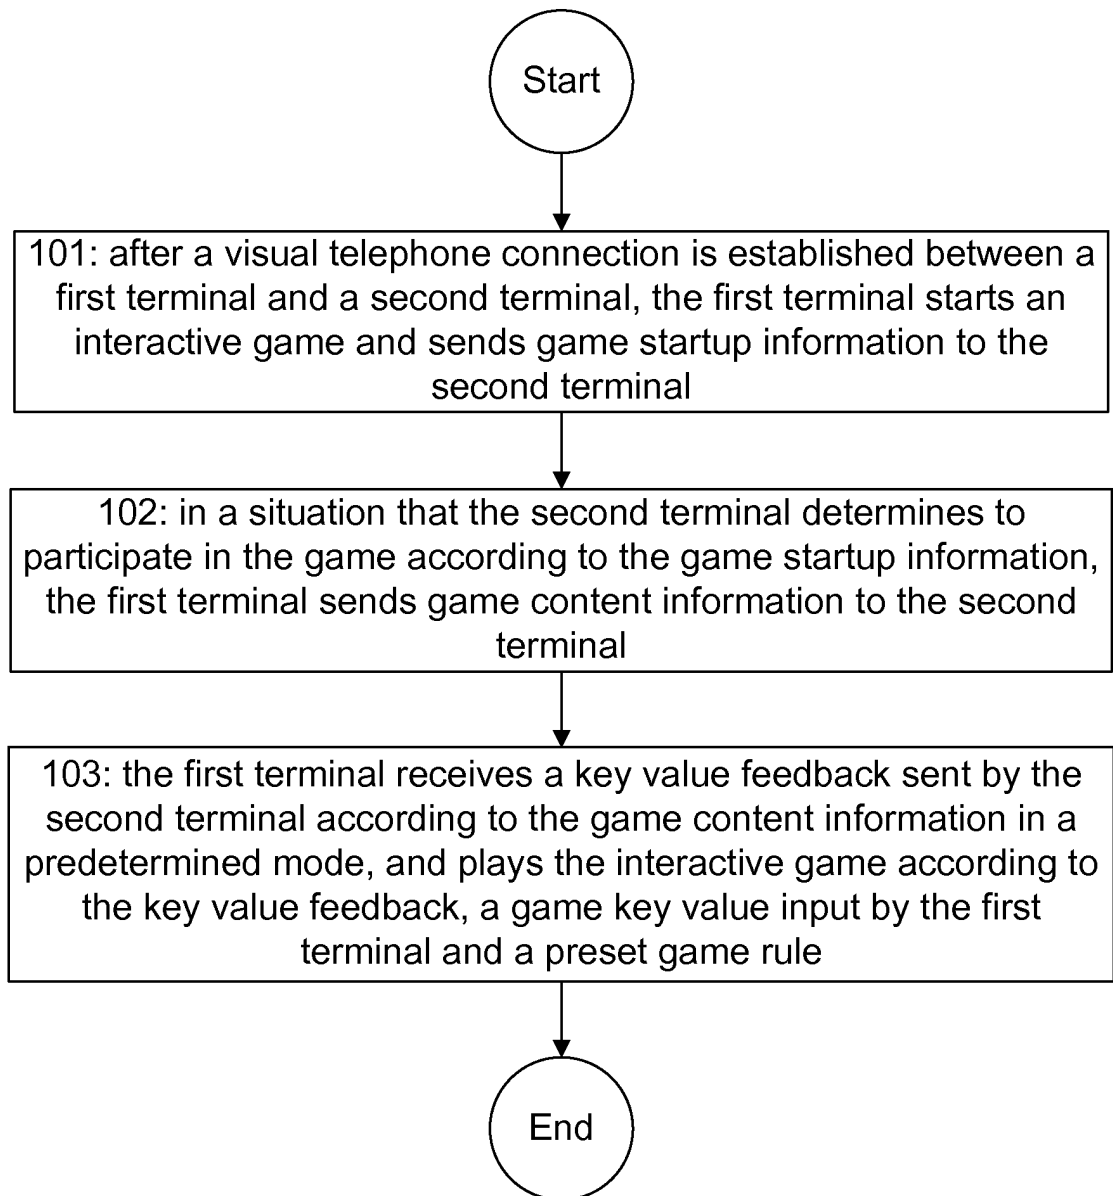 Start
101: after a visual telephone connection is established between a
first terminal and a second terminal, the first terminal starts an
interactive game and sends game startup information to the
second terminal
102: in a situation that the second terminal determines to
participate in the game according to the game startup information,
the first terminal sends game content information to the second
terminal
103: the first terminal receives a key value feedback sent by the
second terminal according to the game content information in a
predetermined mode, and plays the interactive game according to
the key value feedback, a game key value input by the first
terminal and a preset game rule
End